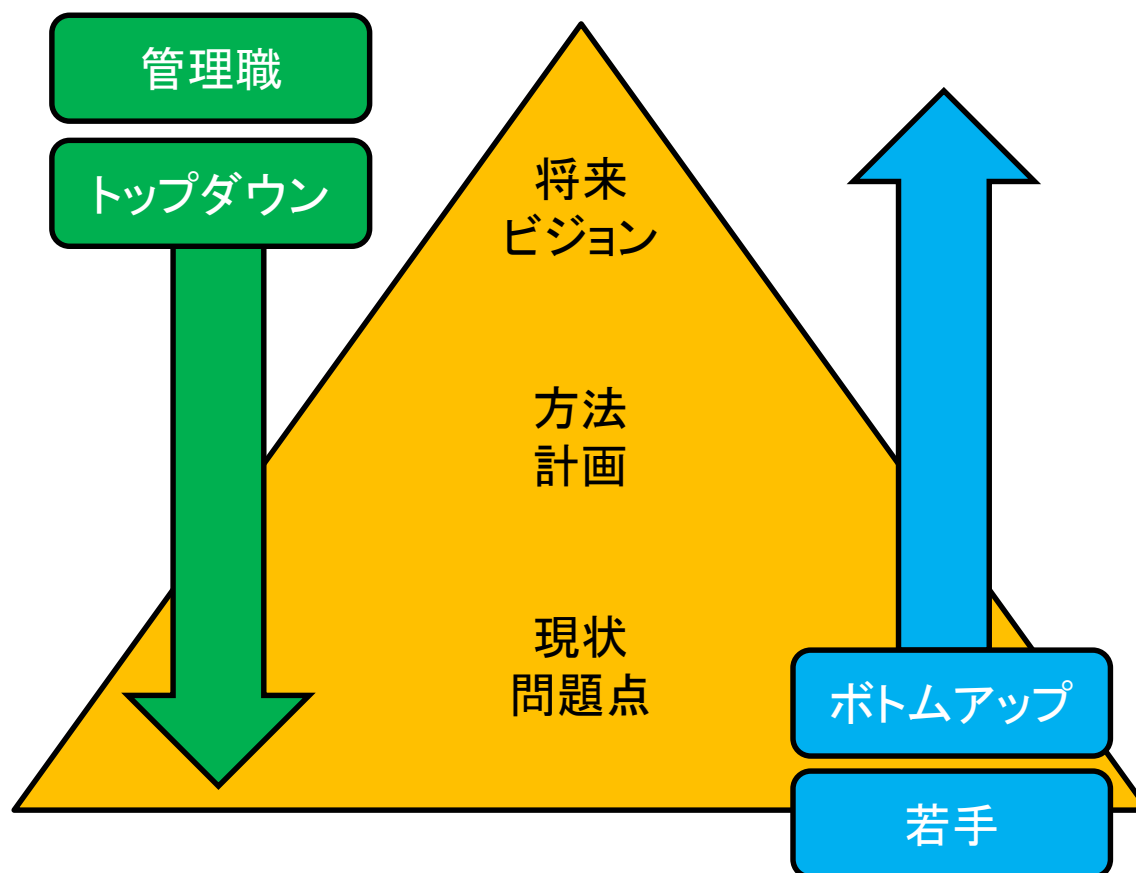 管理職
トップダウン
将来
ビジョン
方法
計画
現状
問題点
ボトムアップ
若手